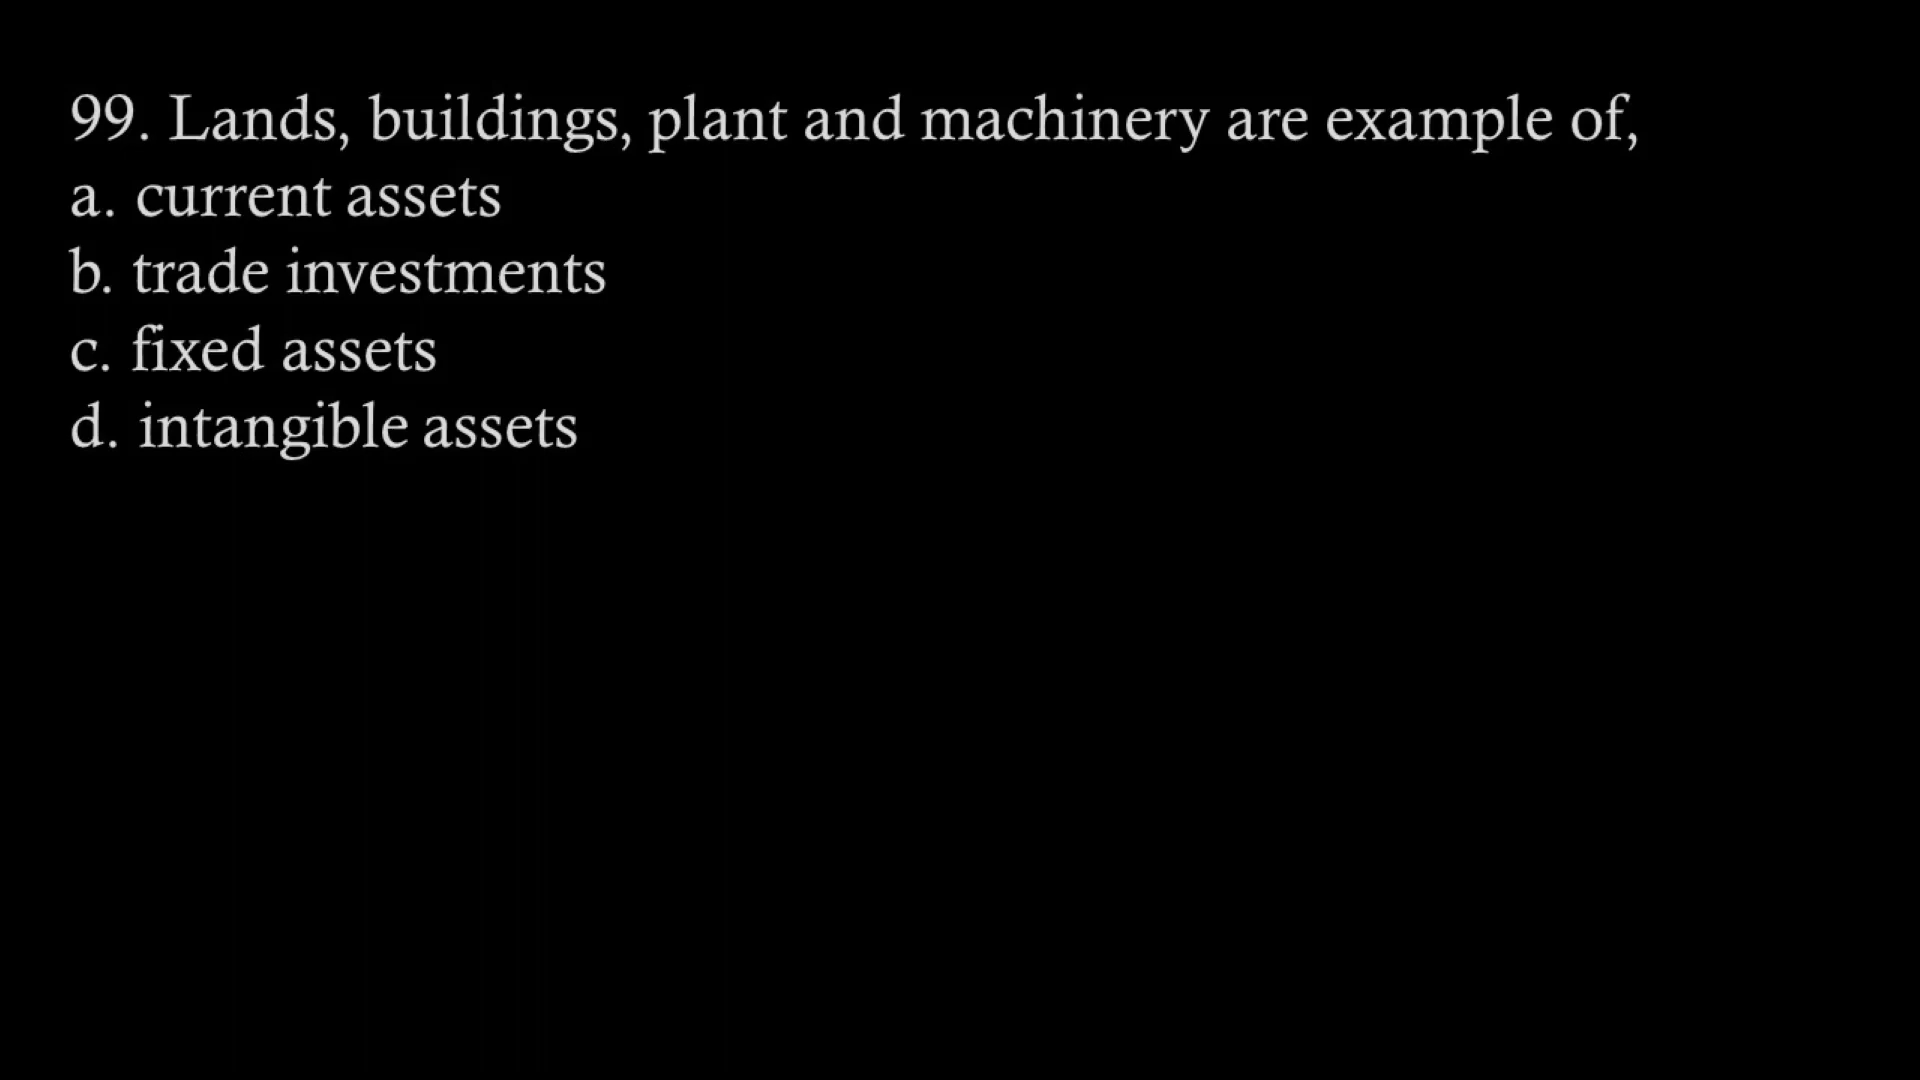 99. Lands, buildings, plant and machinery are example of,
a. current assets
b. trade investments
c. fixed assets
d. intangible assets